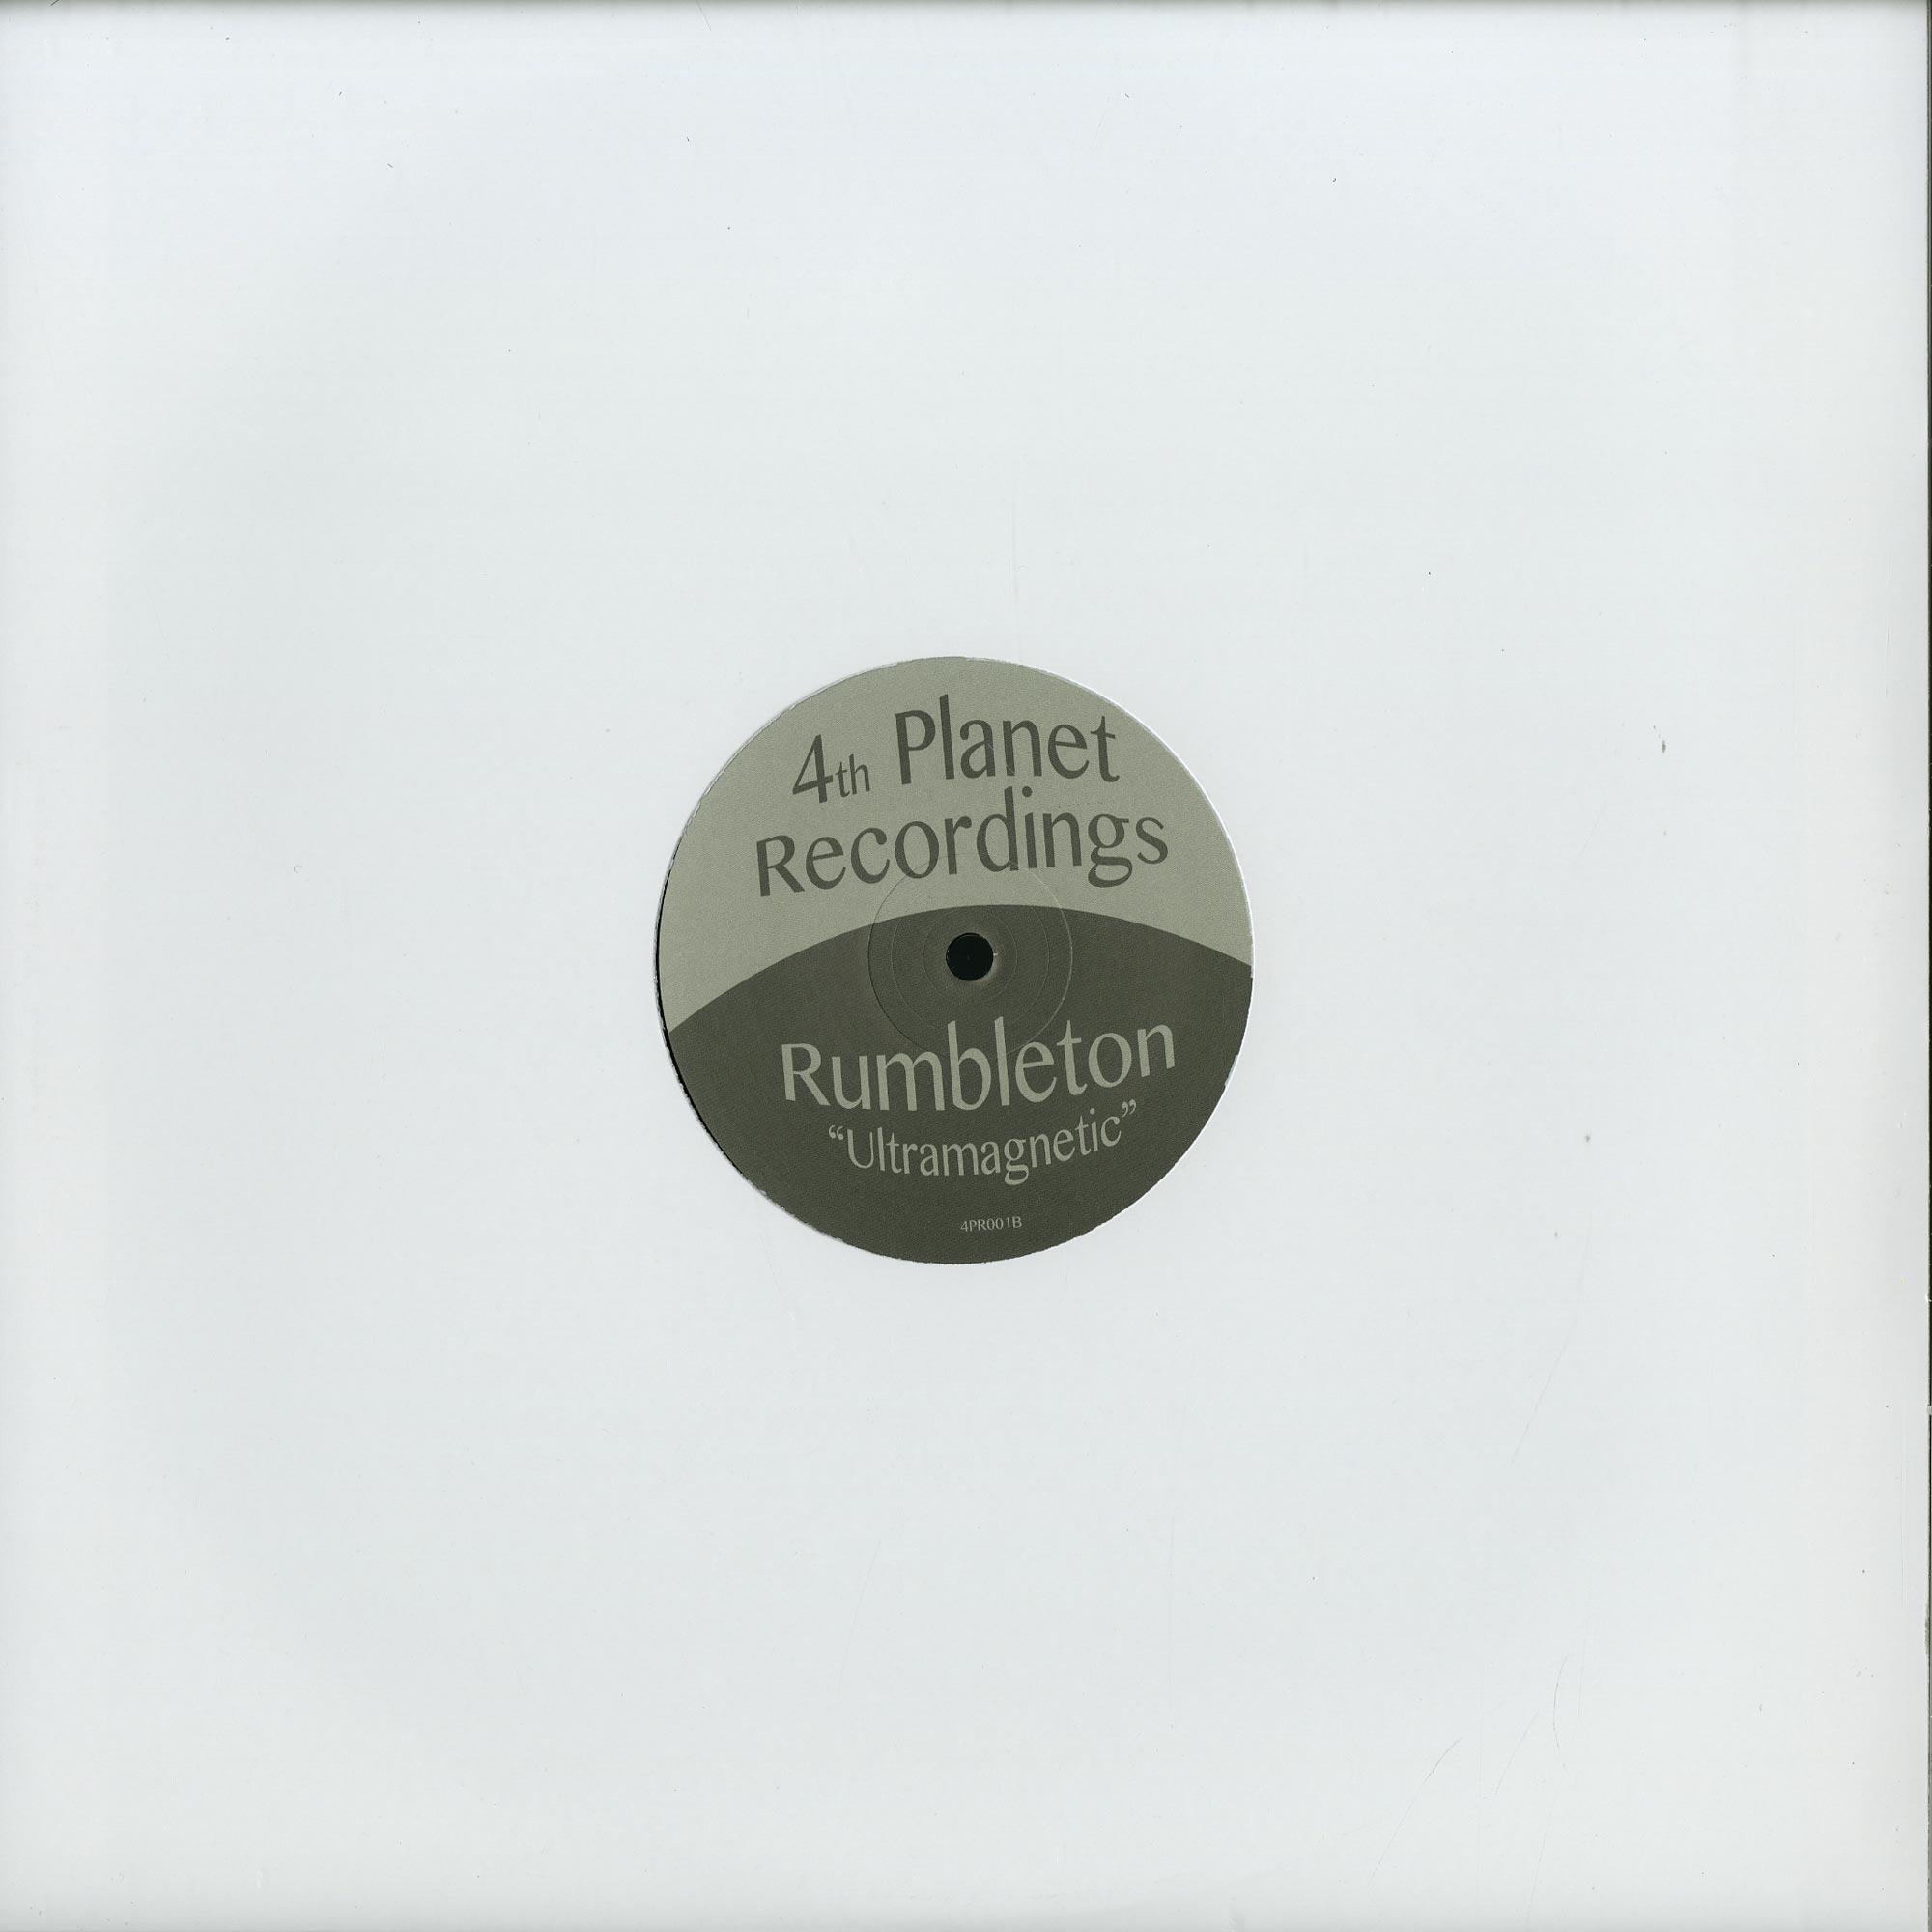 4th Planet
Recordings
Rumbleton
“Ultramagnetic”
4PR001B